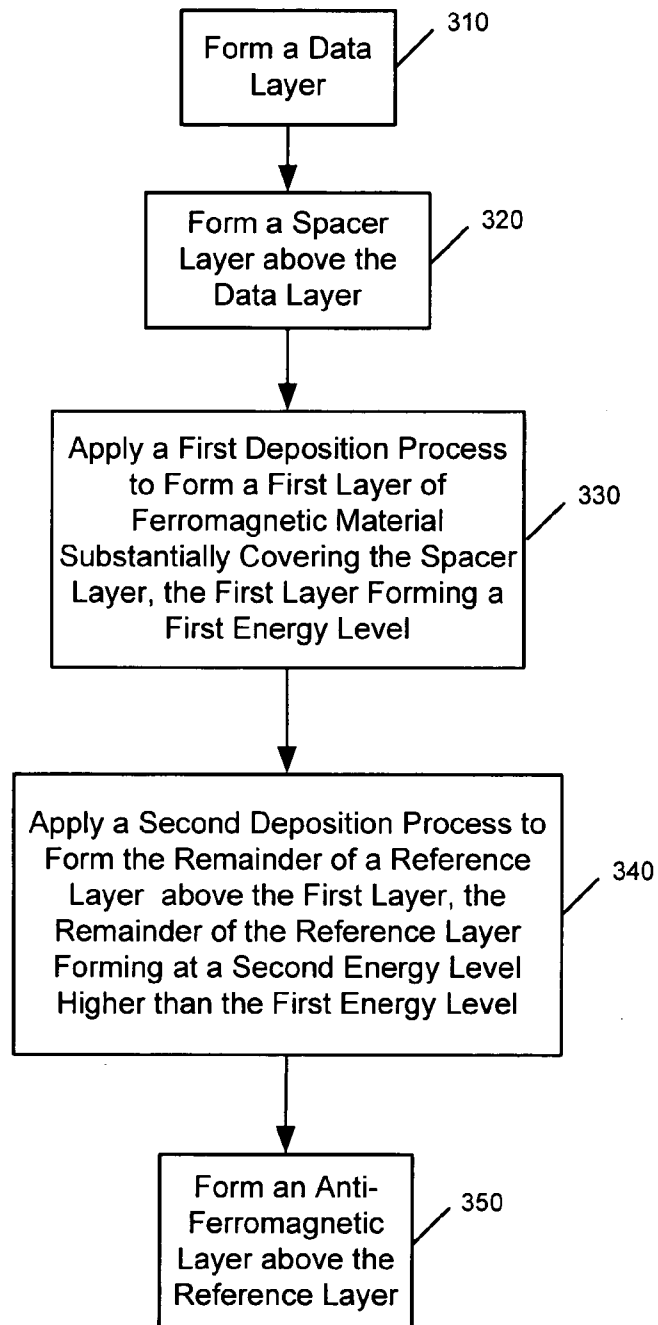 Form a Data
Layer
310
Form a Spacer
Layer above the
Data Layer
320
Apply a First Deposition Process
to Form a First Layer of
Ferromagnetic Material
Substantially Covering the Spacer
Layer, the First Layer Forming a
First Energy Level
330
Apply a Second Deposition Process to
Form the Remainder of a Reference
Layer above the First Layer, the
Remainder of the Reference Layer
Forming at a Second Energy Level
Higher than the First Energy Level
340
Form an Anti-
Ferromagnetic
Layer above the
Reference Layer
350